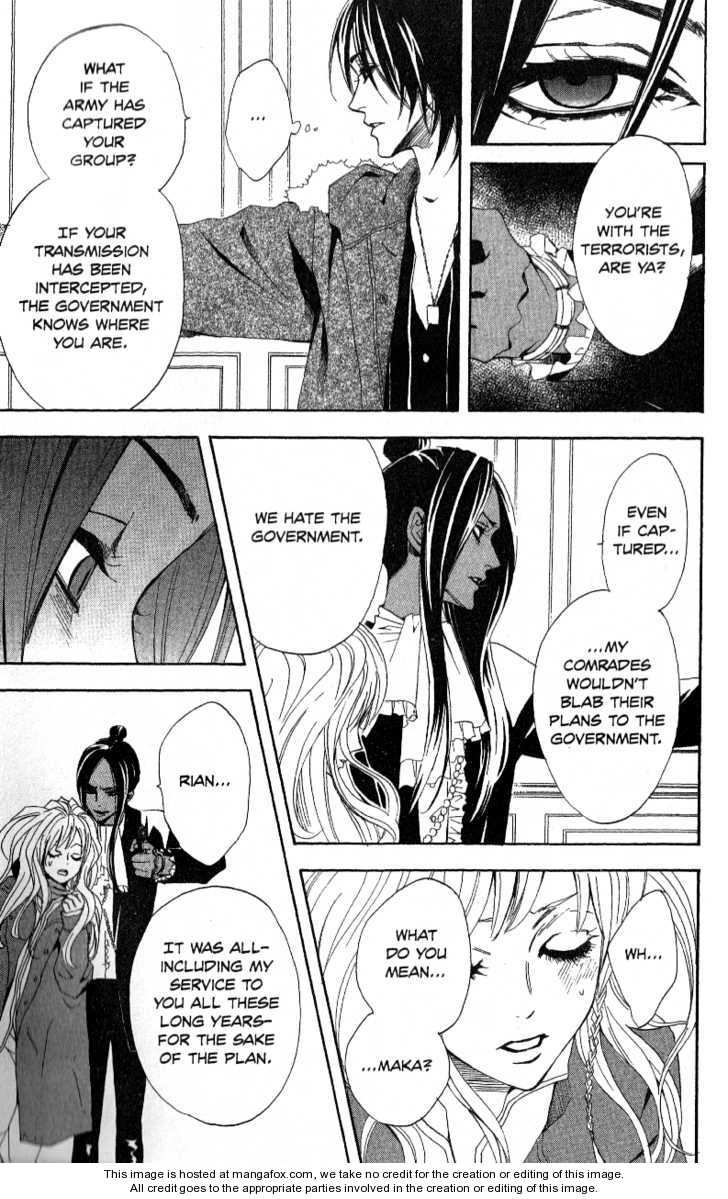 YOU'RE
WITH THE
TERRORISTS,
ARE YA?
...
WHAT
IF THE
ARMY HAS
CAPTURED
YOUR
GROUP?
IF YOUR
TRANSMISSION
HAS BEEN
INTERCEPTED,
THE GOVERNMENT
KNOWS WHERE
YOU ARE.
EVEN
IF CAP-
TURED...
...MY
COMRADES
WOULDN'T
BLAB THEIR
PLANS TO THE
GOVERNMENT.
WE HATE THE
GOVERNMENT.
WH...
WHAT
DO YOU
MEAN...
...MAKA?
RIAN...
IT WAS ALL-
INCLUDING MY
SERVICE TO
YOU ALL THESE
LONG YEARS-
FOR THE SAKE
OF THE PLAN.
This image is hosted at mangafox.com, we take no credit for the creation or editing of this image.
All credit goes to the appropriate parties involved in the creation or editing of this image.